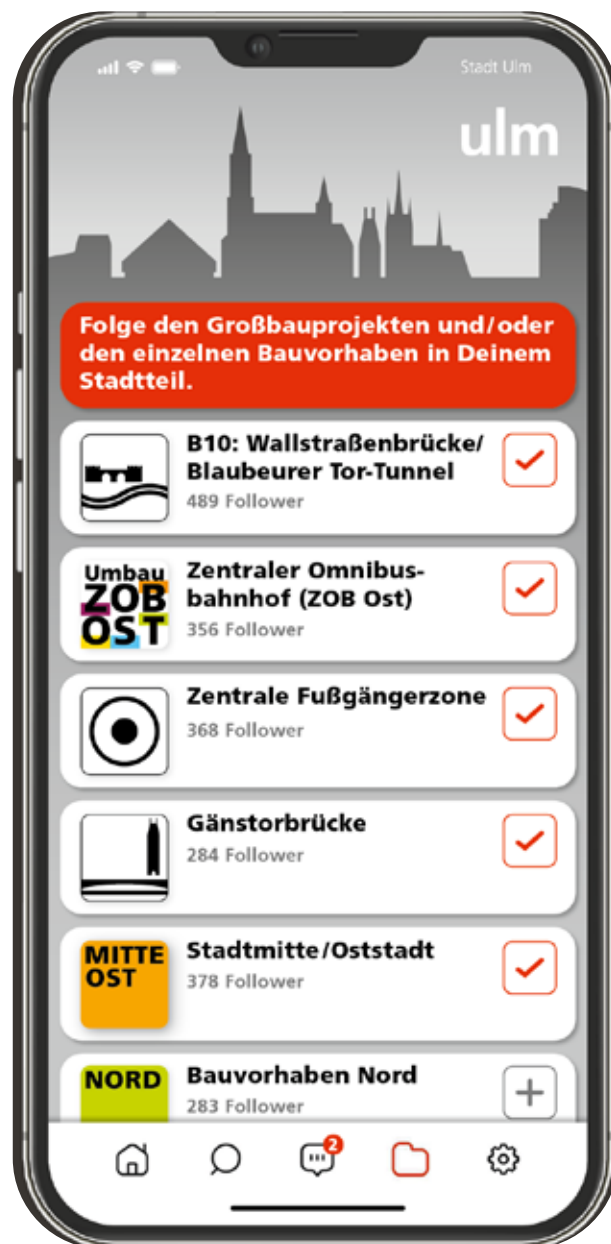 Stadt Ulm
ulm
Folge den Großbauprojekten und/oder
den einzelnen Bauvorhaben in Deinem
Stadtteil.
B10: Wallstraßenbrücke/
Blaubeurer Tor-Tunnel
489 Follower
Umbau
ZOB
OST
Zentraler Omnibus-
bahnhof (ZOB Ost)
356 Follower
Zentrale Fußgängerzone
368 Follower
Gänstorbrücke
284 Follower
MITTE
OST
Stadtmitte/Oststadt
378 Follower
NORD
Bauvorhaben Nord
283 Follower
2